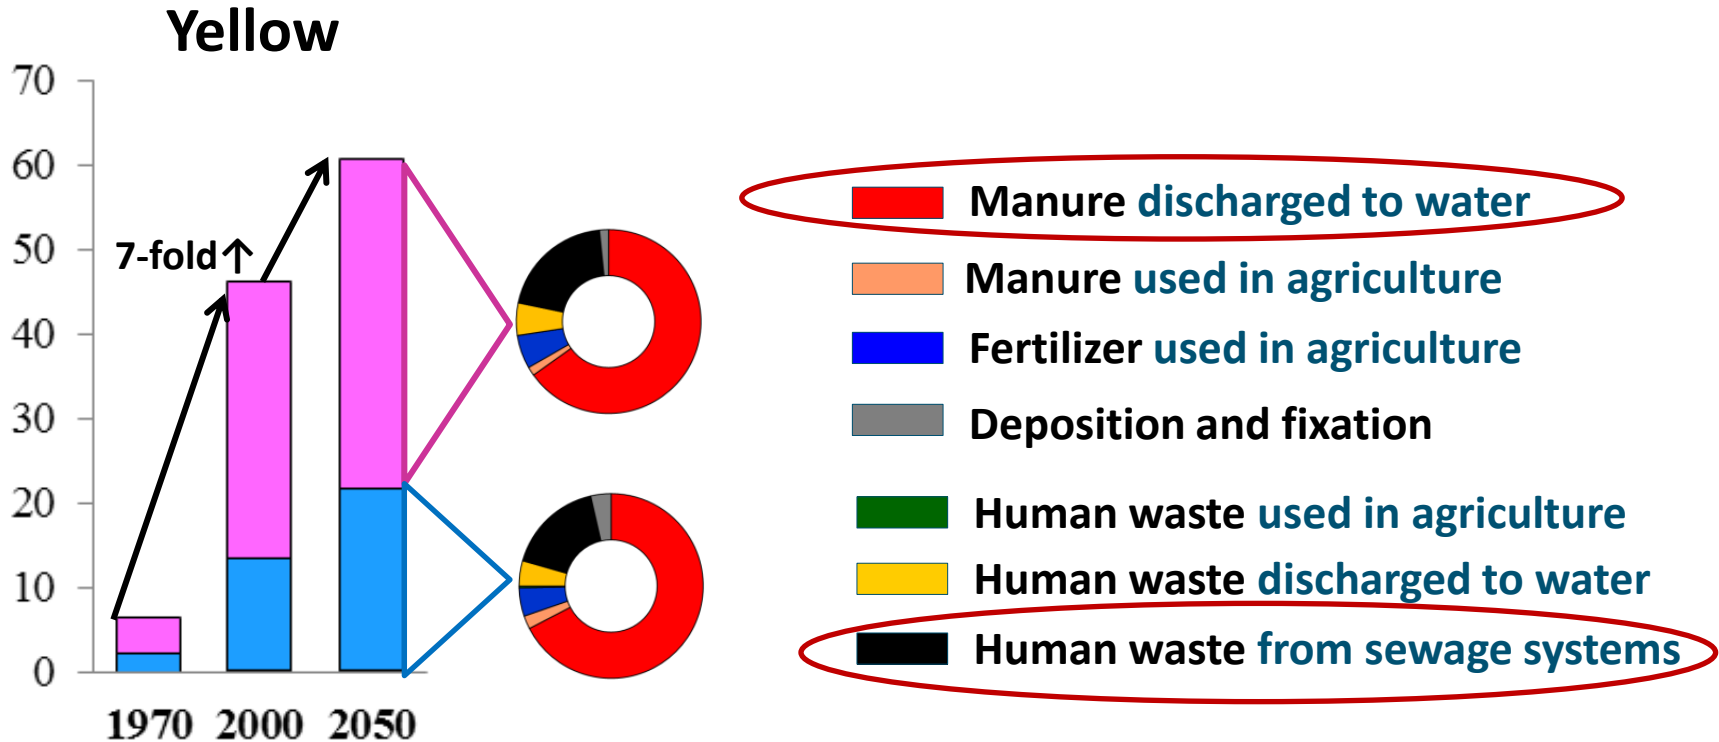 Yellow
70
60
50
40
30
20
10
0
7-fold↑
1970 2000 2050
Manure discharged to water
Manure used in agriculture
Fertilizer used in agriculture
Deposition and fixation
Human waste used in agriculture
Human waste discharged to water
Human waste from sewage systems